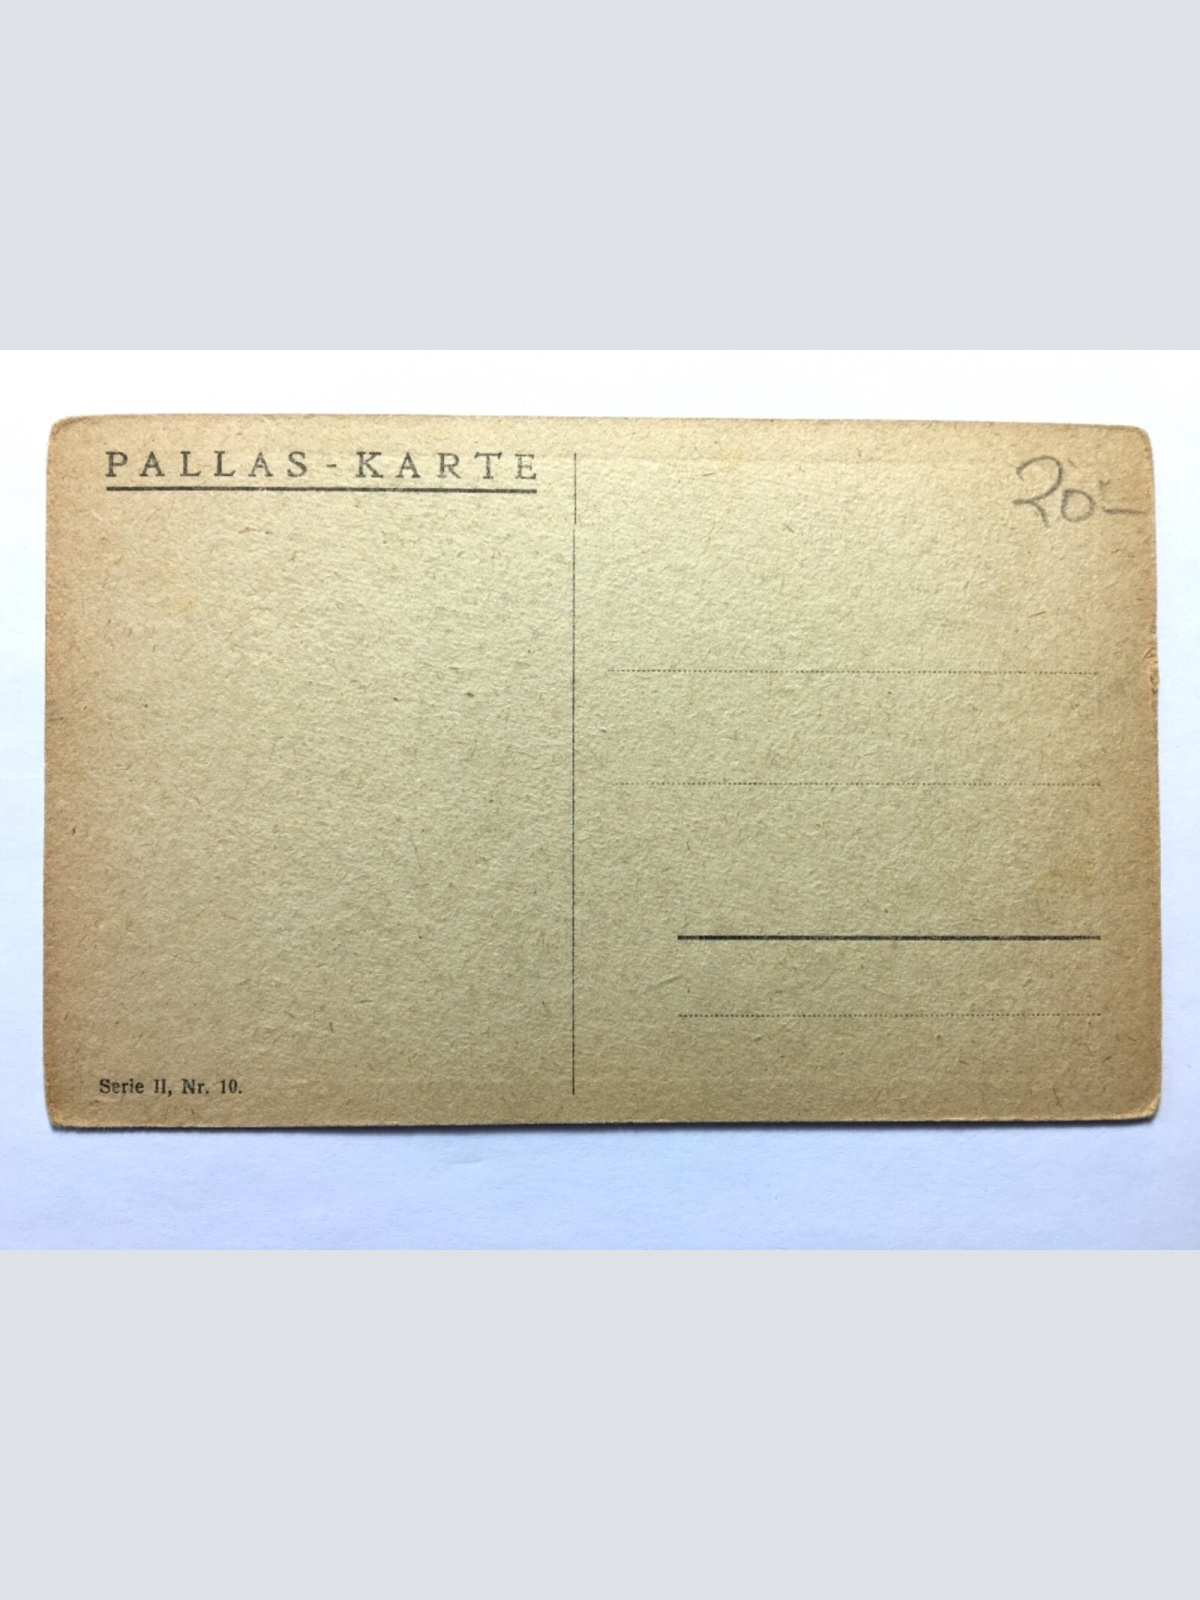 PALLAS-KARTE
20.-
Serie II, Nr. 10.